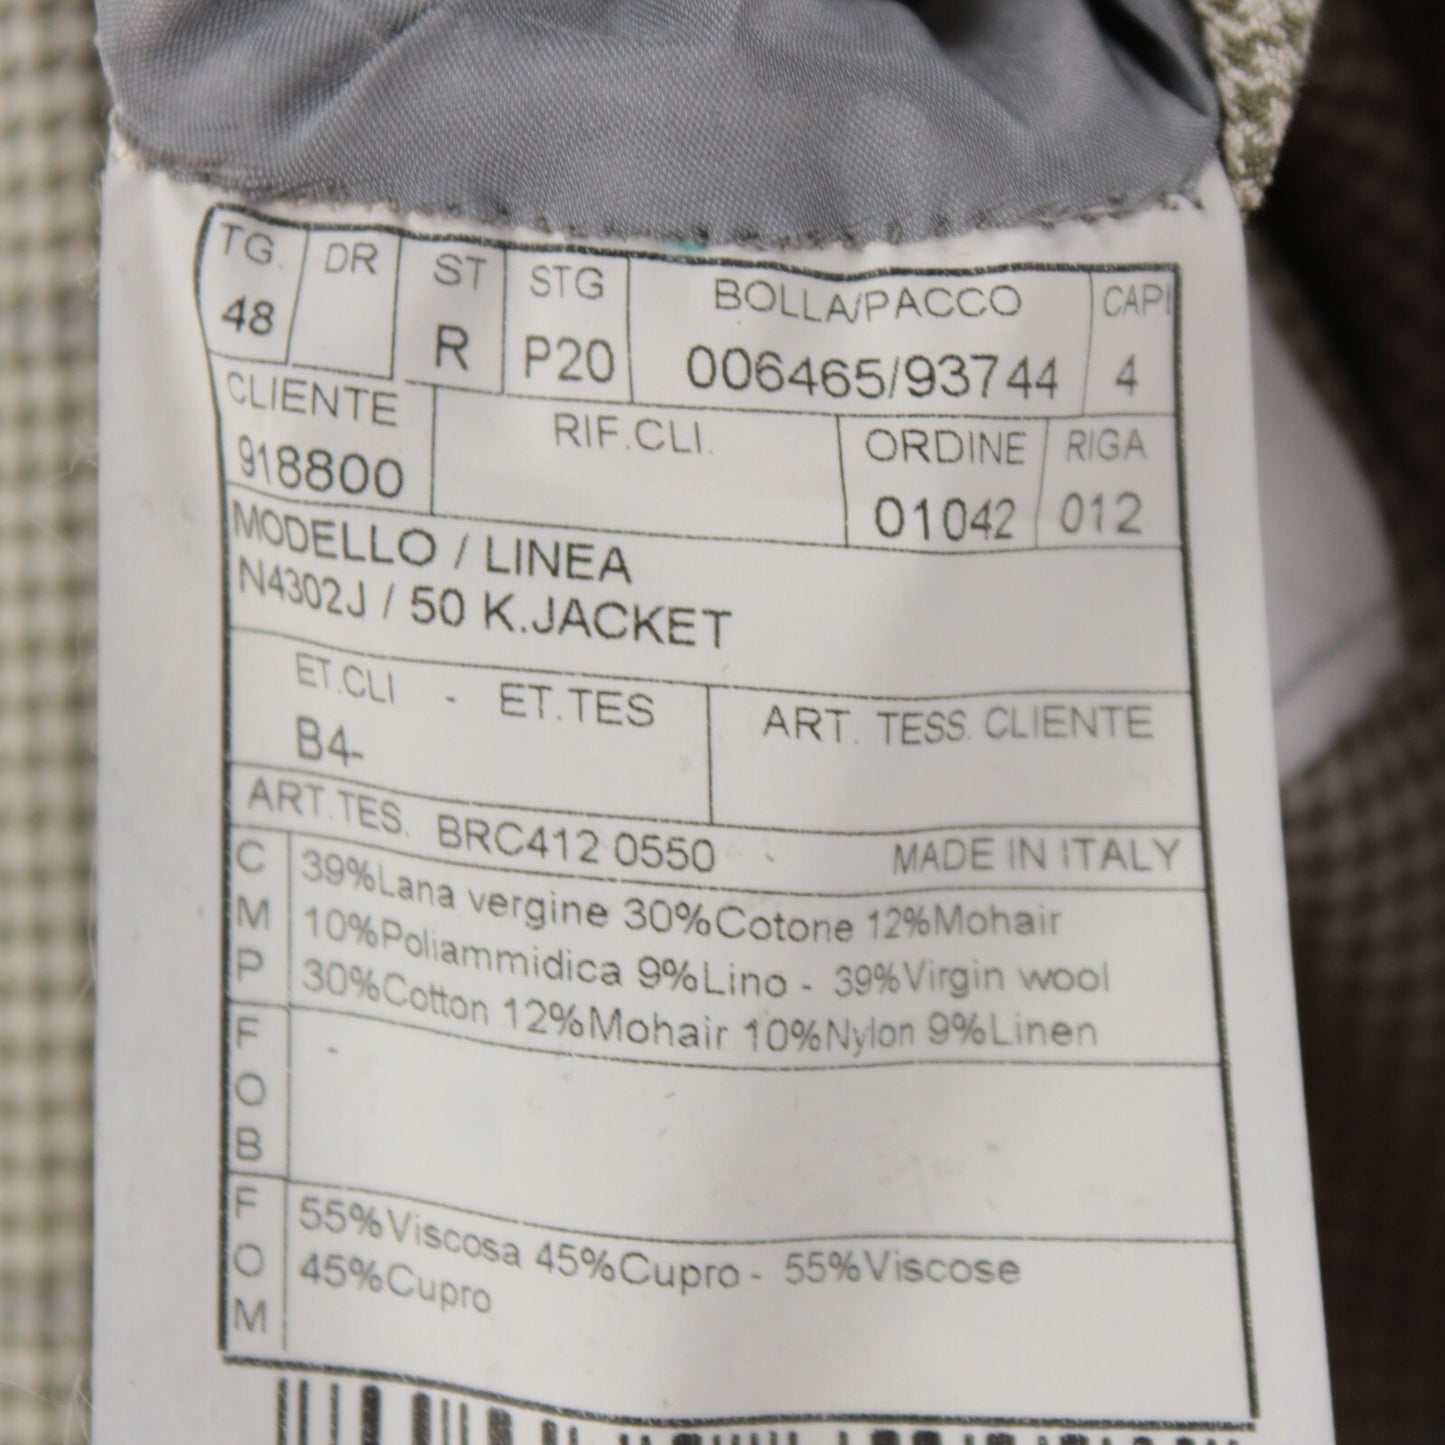 TG. DR ST STG BOLLA/PACCO CAPI
48 R P20 006465/93744 4
CLIENTE RIF.CLI. ORDINE RIGA
918800 01042 012
MODELLO / LINEA
N4302J / 50 K.JACKET
ET.CLI - ET.TES ART. TESS. CLIENTE
B4-
ART.TES. BRC412 0550 MADE IN ITALY
CMP
39%Lana vergine 30%Cotone 12%Mohair
10%Poliammidica 9%Lino - 39%Virgin wool
30%Cotton 12%Mohair 10%Nylon 9%Linen
FOB
-
FOM
55%Viscosa 45%Cupro - 55%Viscose
45%Cupro